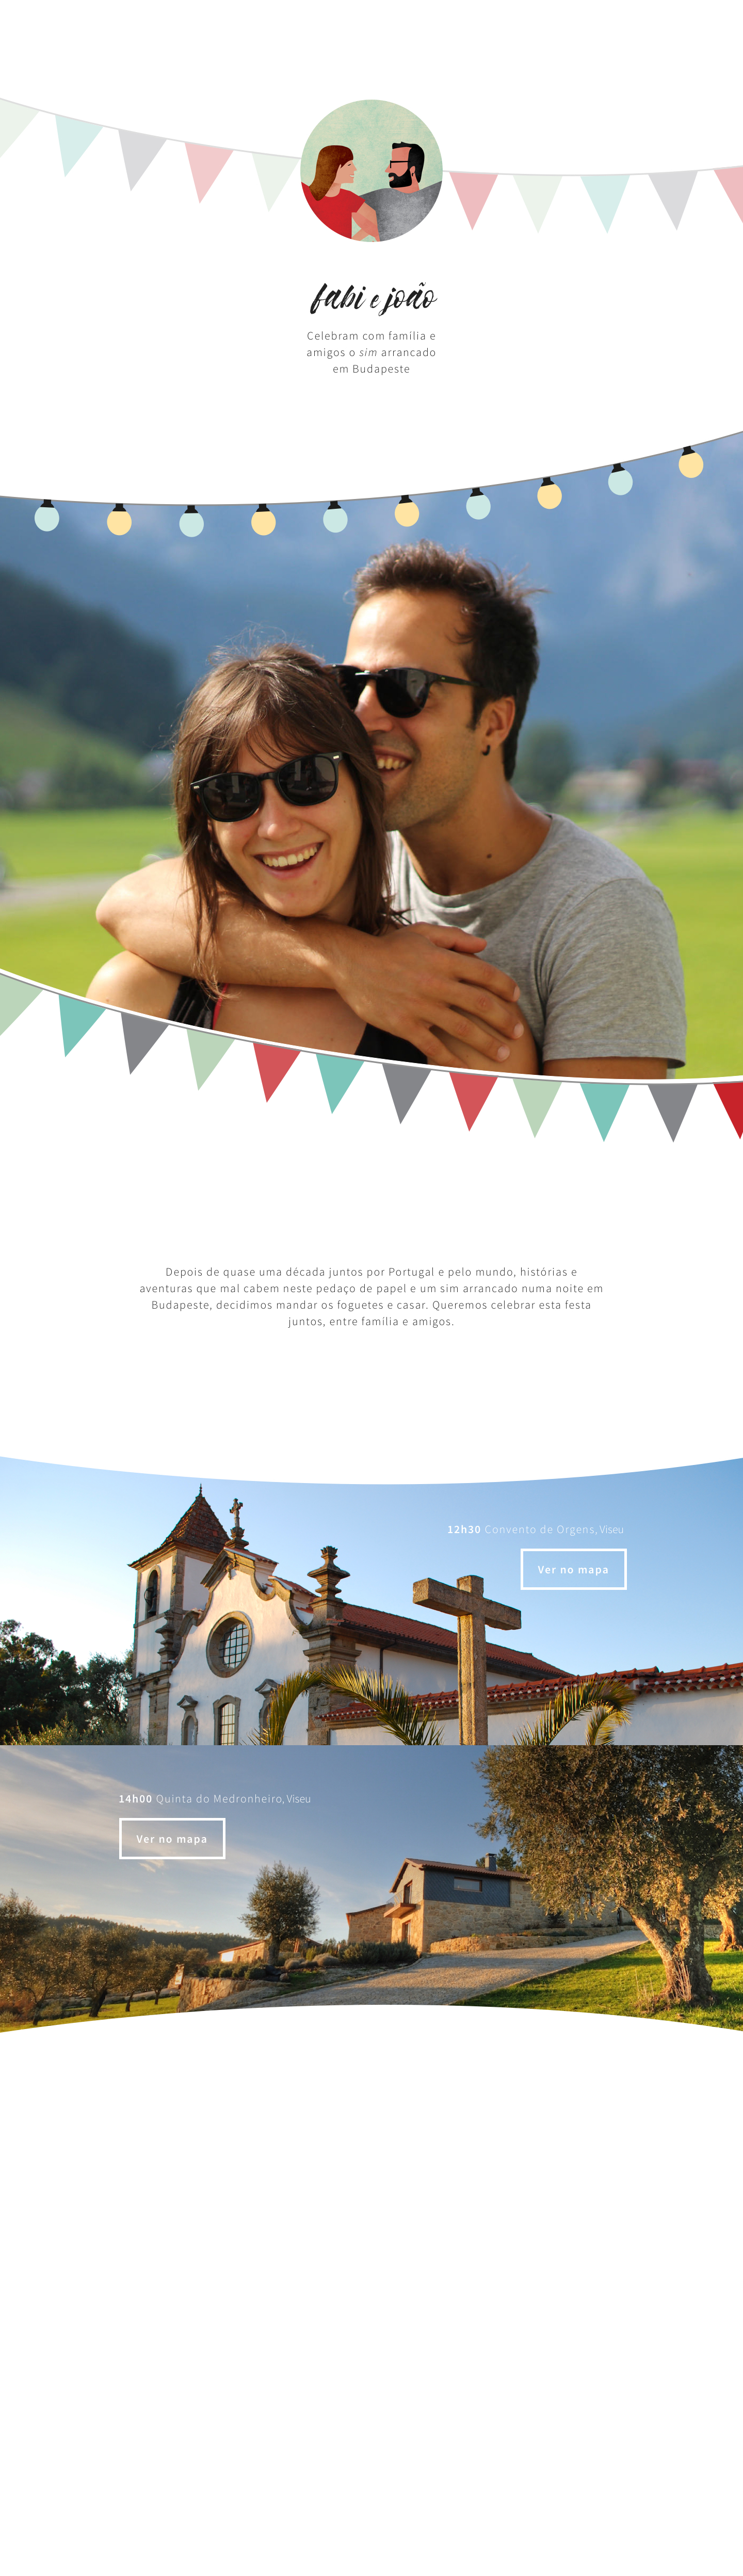 fabi e joão
Celebram com família e
amigos o sim arrancado
em Budapeste
Depois de quase uma década juntos por Portugal e pelo mundo, histórias e
aventuras que mal cabem neste pedaço de papel e um sim arrancado numa noite em
Budapeste, decidimos mandar os foguetes e casar. Queremos celebrar esta festa
juntos, entre família e amigos.
12h30 Convento de Orgens, Viseu
Ver no mapa
14h00 Quinta do Medronheiro, Viseu
Ver no mapa